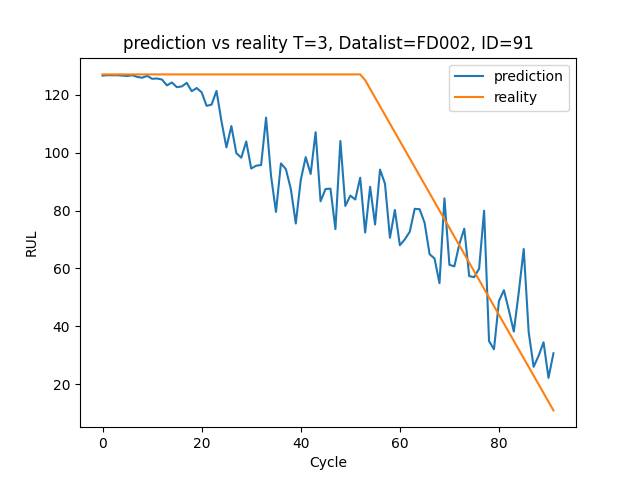 prediction vs reality T=3, Datalist=FD002, ID=91
prediction
reality
RUL
120
100
80
60
40
20
0 20 40 60 80
Cycle